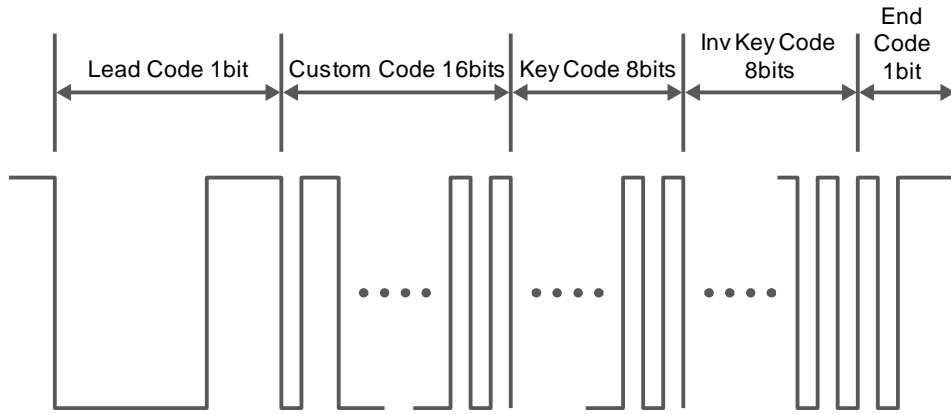 Lead Code 1bit
Custom Code 16bits
Key Code 8bits
Inv Key Code
8bits
End
Code
1bit